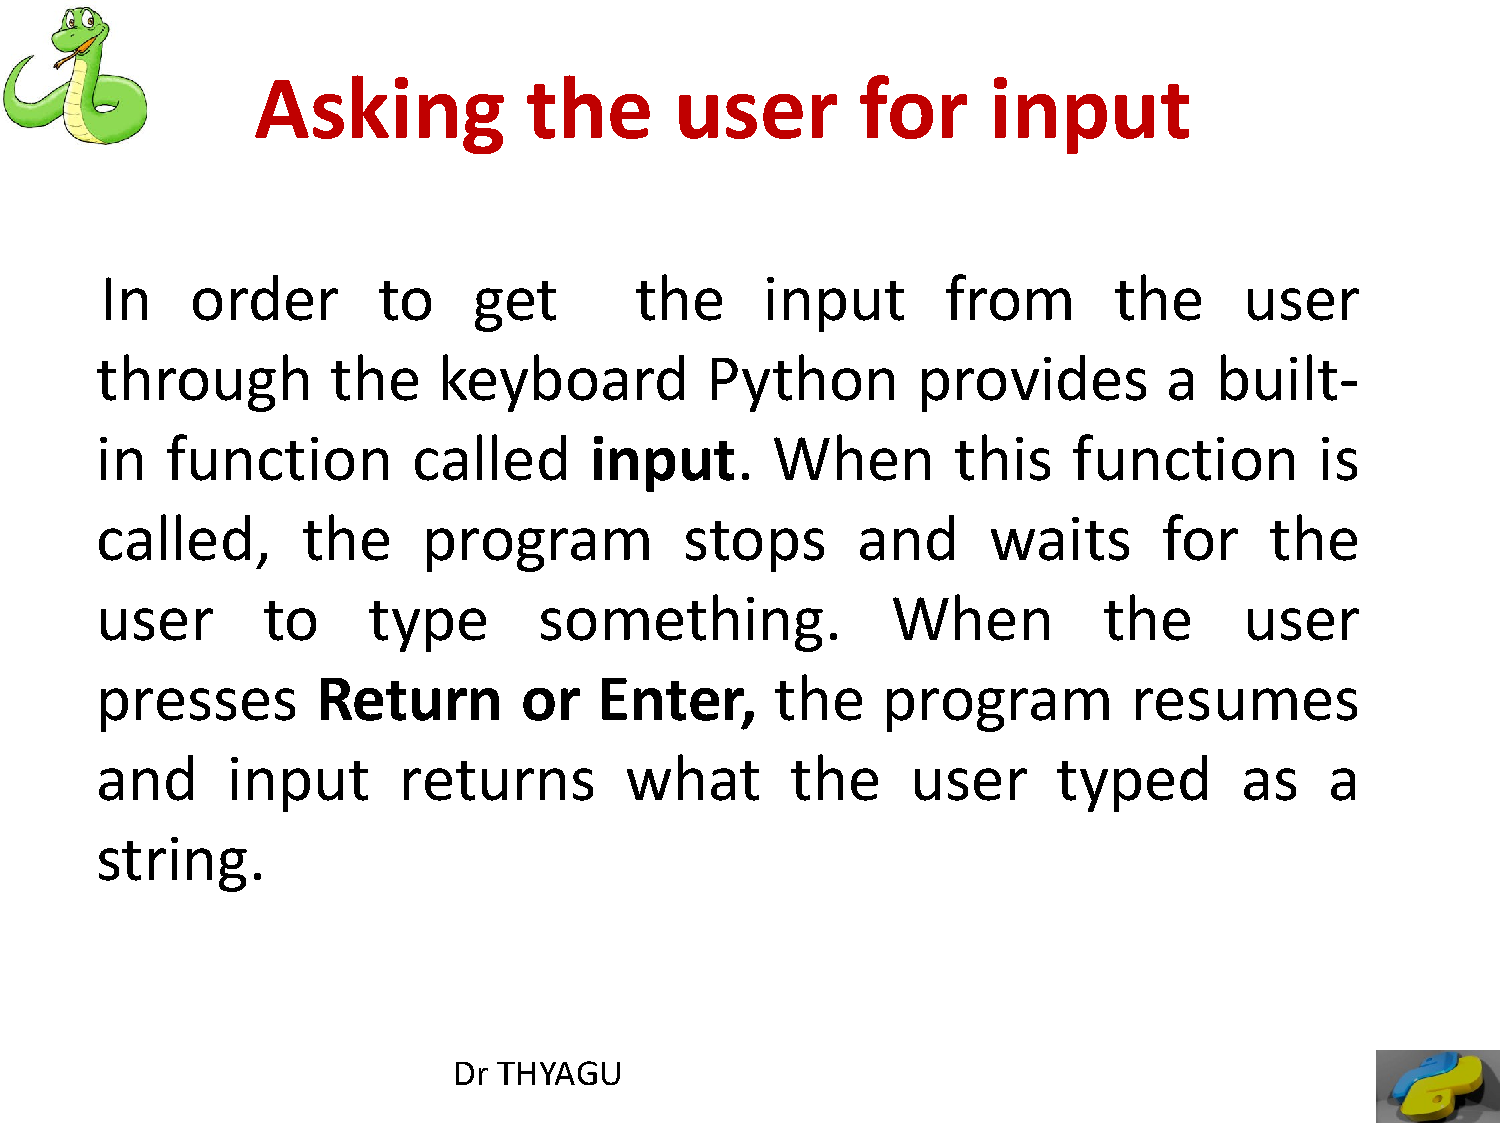 Asking the user for input
In order to get the input from the user
through the keyboard Python provides a built-
in function called input. When this function is
called, the program stops and waits for the
user to type something. When the user
presses Return or Enter, the program resumes
and input returns what the user typed as a
string.
Dr THYAGU